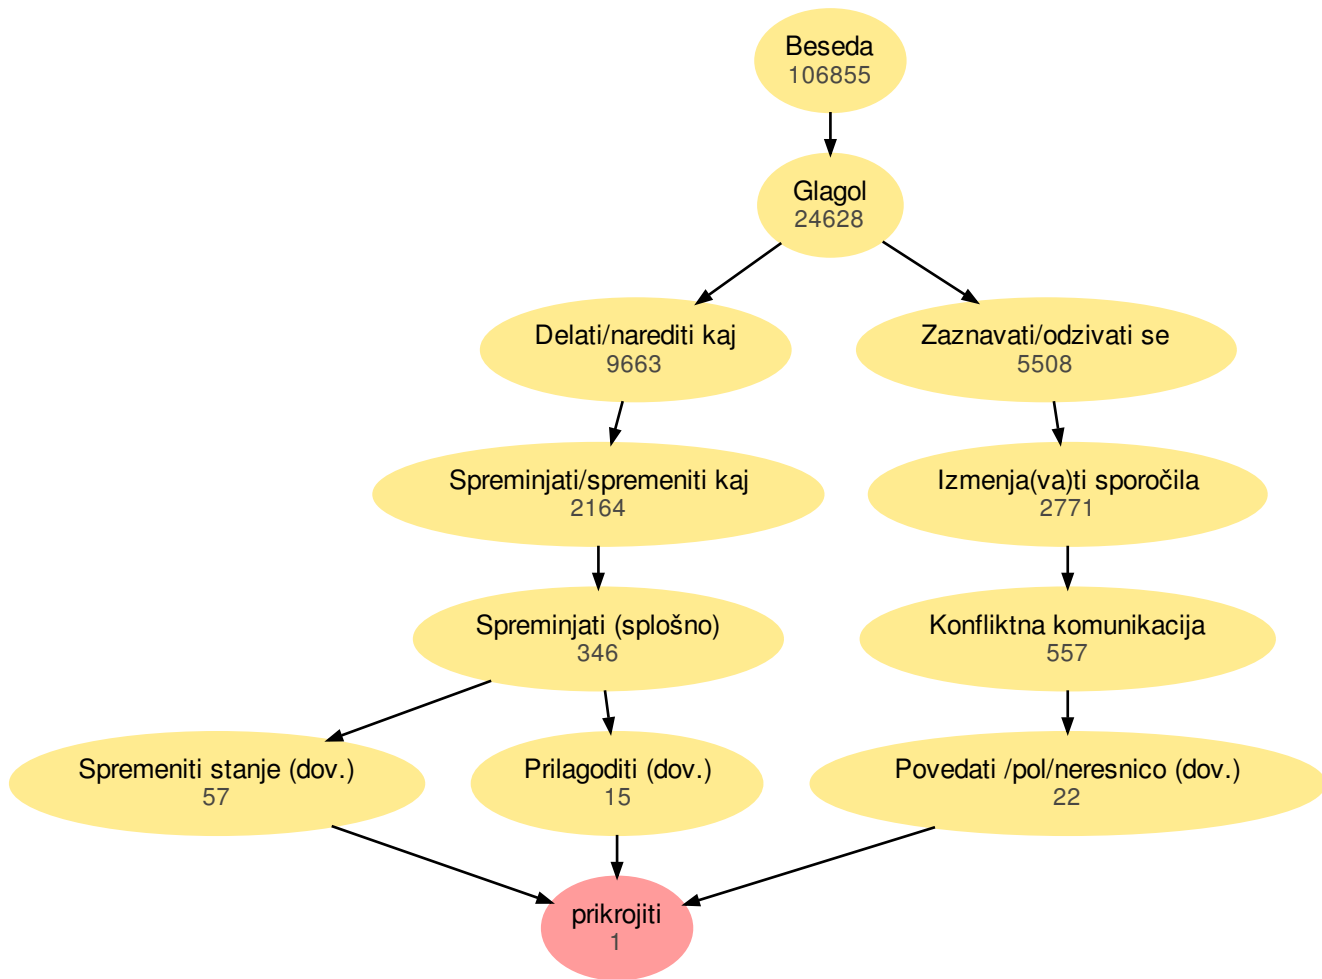 Beseda
106855
Glagol
24628
Delati/narediti kaj
9663
Zaznavati/odzivati se
5508
Spreminjati/spremeniti kaj
2164
Izmenja(va)ti sporočila
2771
Spreminjati (splošno)
346
Konfliktna komunikacija
557
Spremeniti stanje (dov.)
57
Prilagoditi (dov.)
15
Povedati /pol/neresnico (dov.)
22
prikrojiti
1